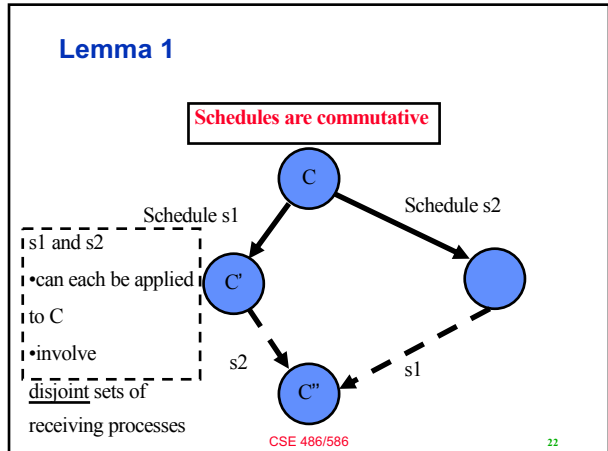 Lemma 1
Schedules are commutative
C
Schedule s1
Schedule s2
s1 and s2
•can each be applied
to C
•involve
disjoint sets of
receiving processes
C'
s2
s1
C''
CSE 486/586
22